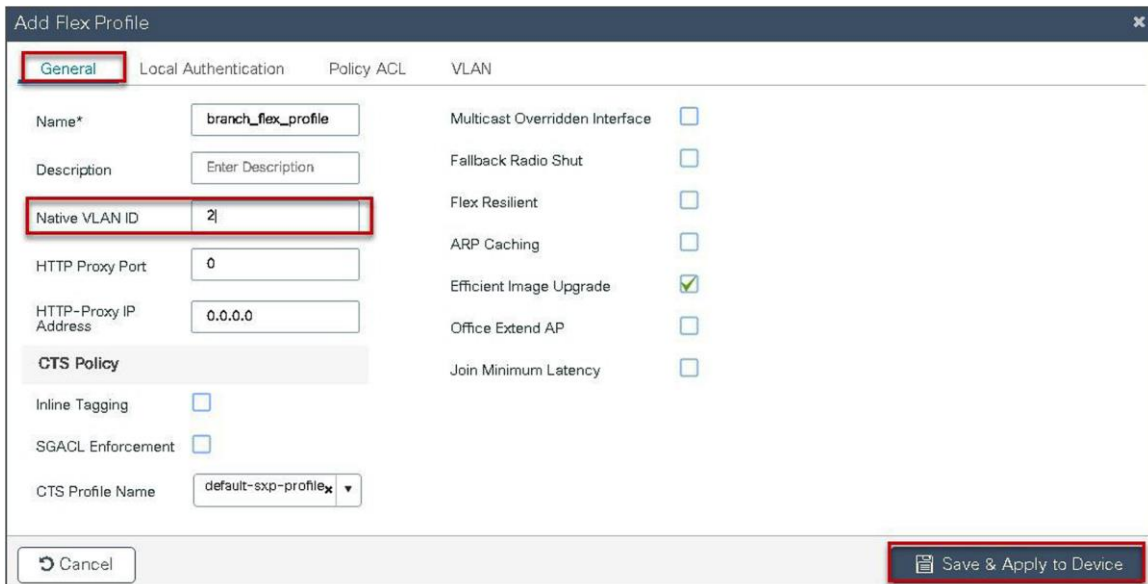 Add Flex Profile
General Local Authentication Policy ACL VLAN
Name* branch_flex_profile
Description Enter Description
Native VLAN ID 2
HTTP Proxy Port 0
HTTP-Proxy IP
Address 0.0.0.0
CTS Policy
Inline Tagging
SGACL Enforcement
CTS Profile Name default-sxp-profile
Multicast Overridden Interface
Fallback Radio Shut
Flex Resilient
ARP Caching
Efficient Image Upgrade
Office Extend AP
Join Minimum Latency
Cancel
Save & Apply to Device